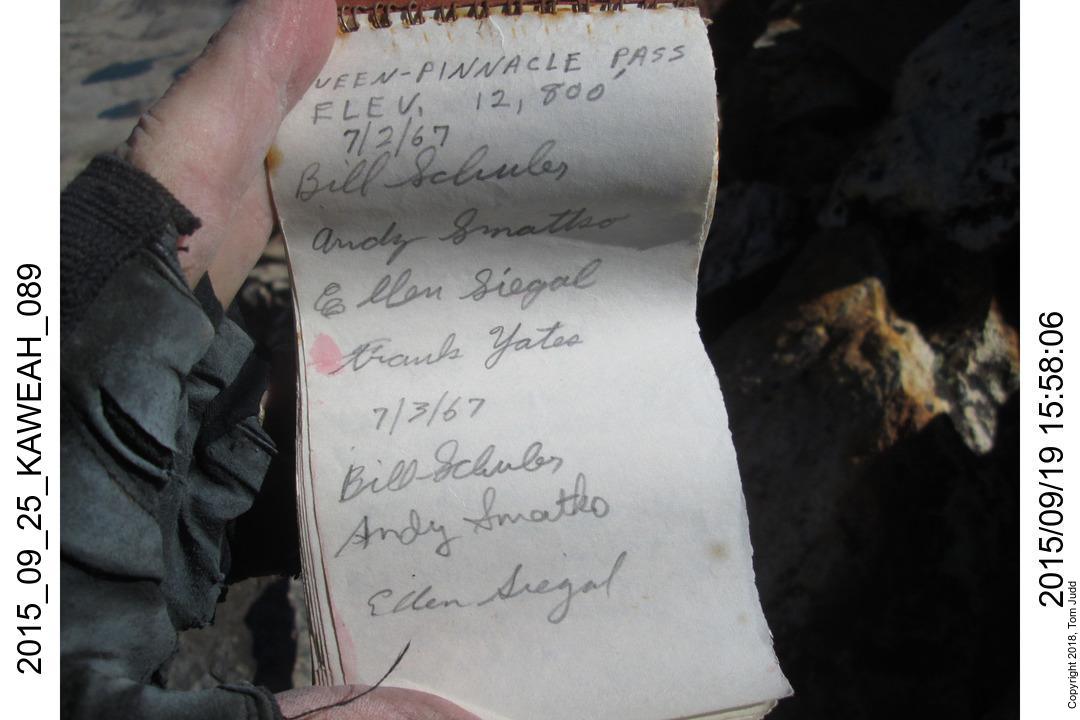 2015_09_25_KAWEAH_089
UEEN-PINNACLE PASS
ELEV. 12,800'
7/2/67
Bill Schuler
Andy Smatko
Ellen Siegal
Frank Yates
7/3/67
Bill Schuler
Andy Smatko
Ellen Siegal
2015/09/19 15:58:06
Copyright 2018, Tom Judd